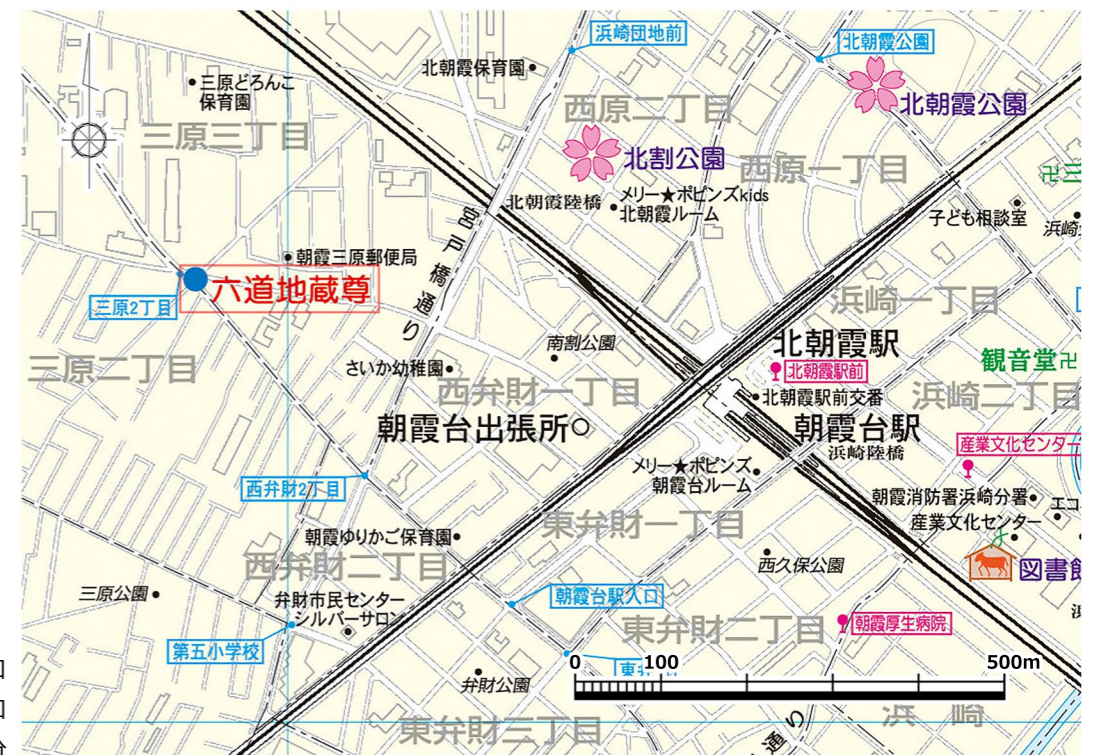 浜崎団地前
北朝霞公園
北朝霞保育園
三原どろんこ
保育園
三原三丁目
西原二丁目
北朝霞公園
北割公園
西原一丁目
北朝霞陸橋
メリー★ポピンズkids
北朝霞ルーム
子ども相談室
宮戸橋通り
朝霞三原郵便局
六道地蔵尊
三原2丁目
浜崎一丁目
南割公園
北朝霞駅
北朝霞駅前
観音堂
三原二丁目
さいか幼稚園
西弁財一丁目
北朝霞駅前交番
浜崎二丁目
朝霞台出張所
朝霞台駅
浜崎陸橋
産業文化センター
メリー★ポピンズ
朝霞台ルーム
西弁財2丁目
朝霞消防署浜崎分署
エコ
産業文化センター
東弁財一丁目
朝霞ゆりかご保育園
西弁財二丁目
西久保公園
図書館
三原公園
弁財市民センター
シルバーサロン
朝霞台駅入口
東弁財二丁目
朝霞厚生病院
第五小学校
0 100 500m
弁財公園
東弁財三丁目
浜崎
通り